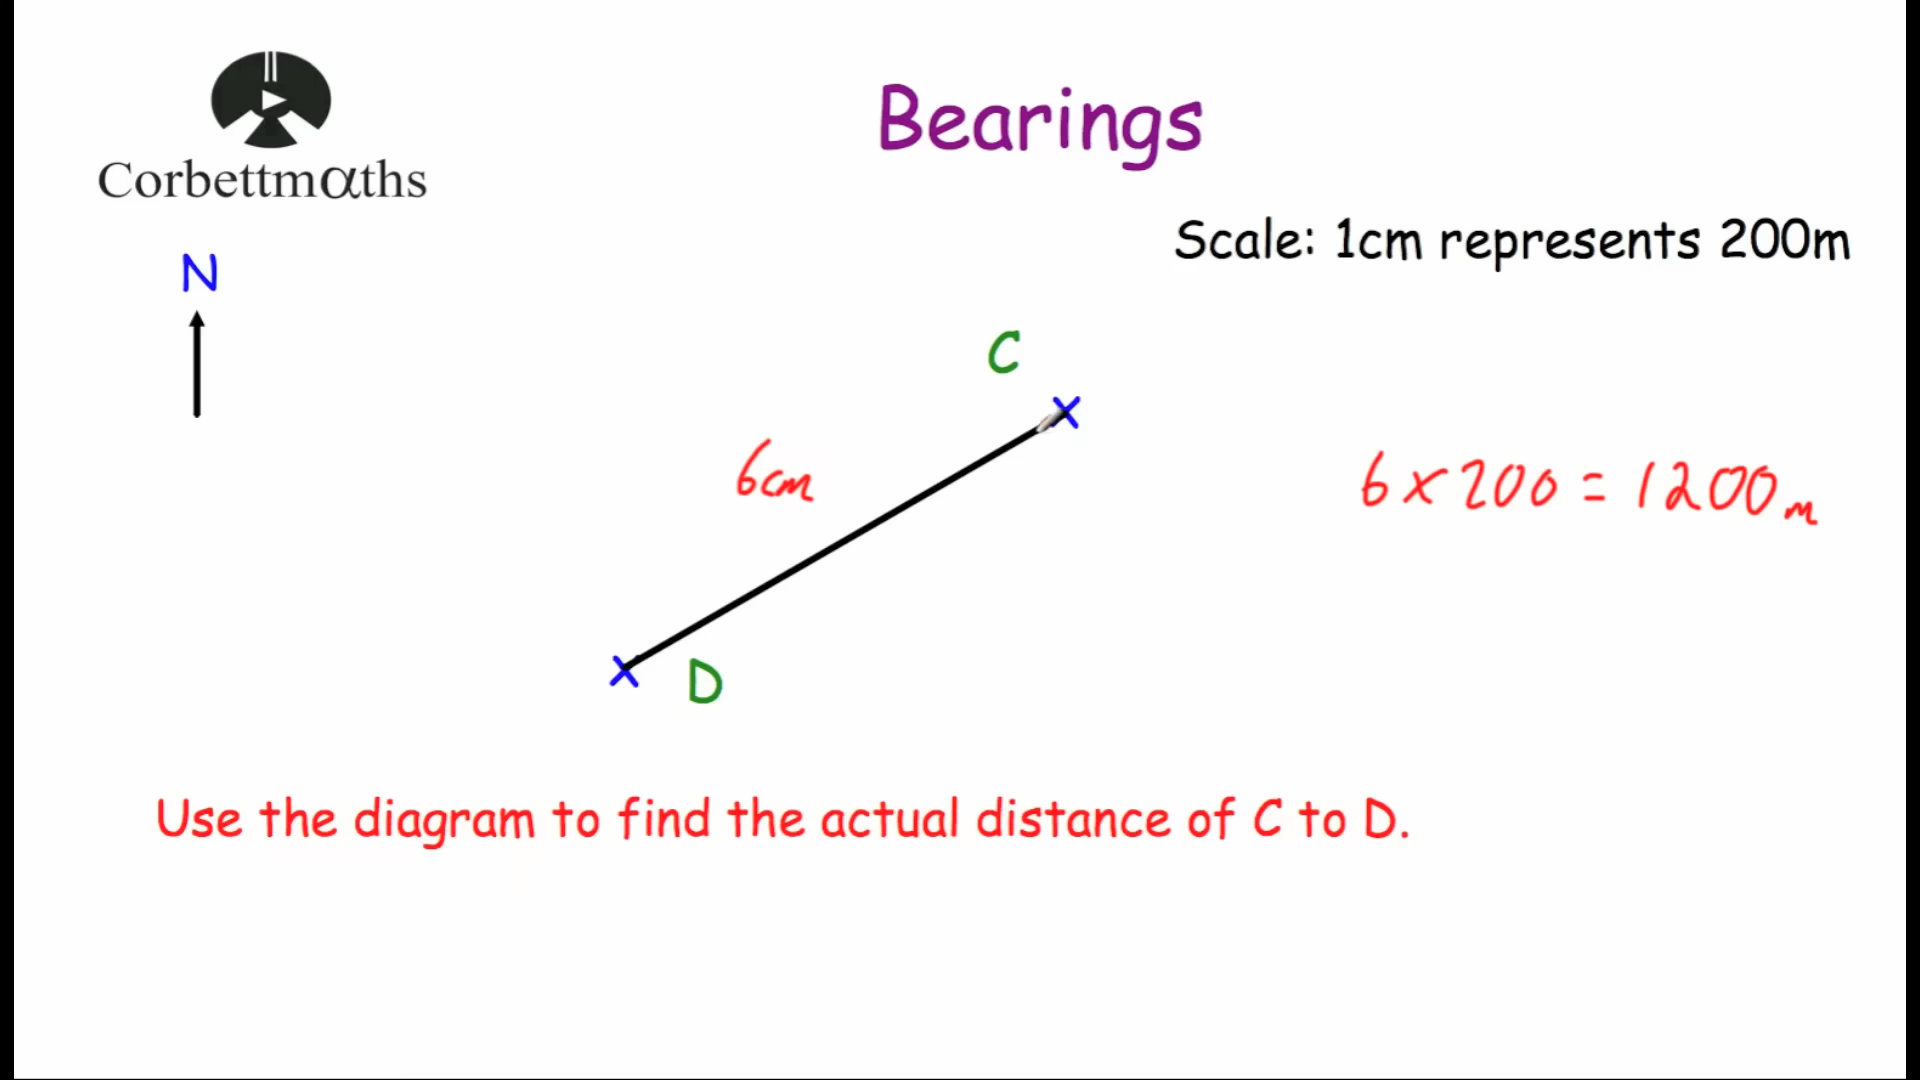 Corbettmαths
Bearings
Scale: 1cm represents 200m
N
C
6cm
6 × 200 = 1200m
D
Use the diagram to find the actual distance of C to D.